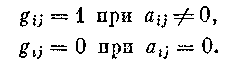 g_{ij} = 1 при a_{ij} ≠ 0,
g_{ij} = 0 при a_{ij} = 0.